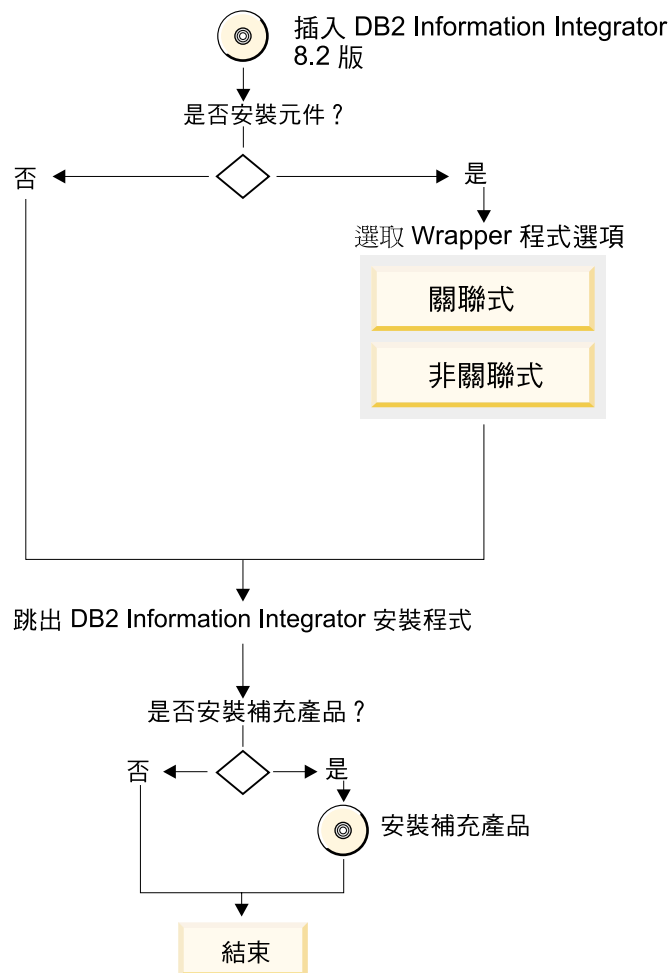 插入 DB2 Information Integrator
8.2 版
是否安裝元件？
否
是
選取 Wrapper 程式選項
關聯式
非關聯式
跳出 DB2 Information Integrator 安裝程式
是否安裝補充產品？
否
是
安裝補充產品
結束